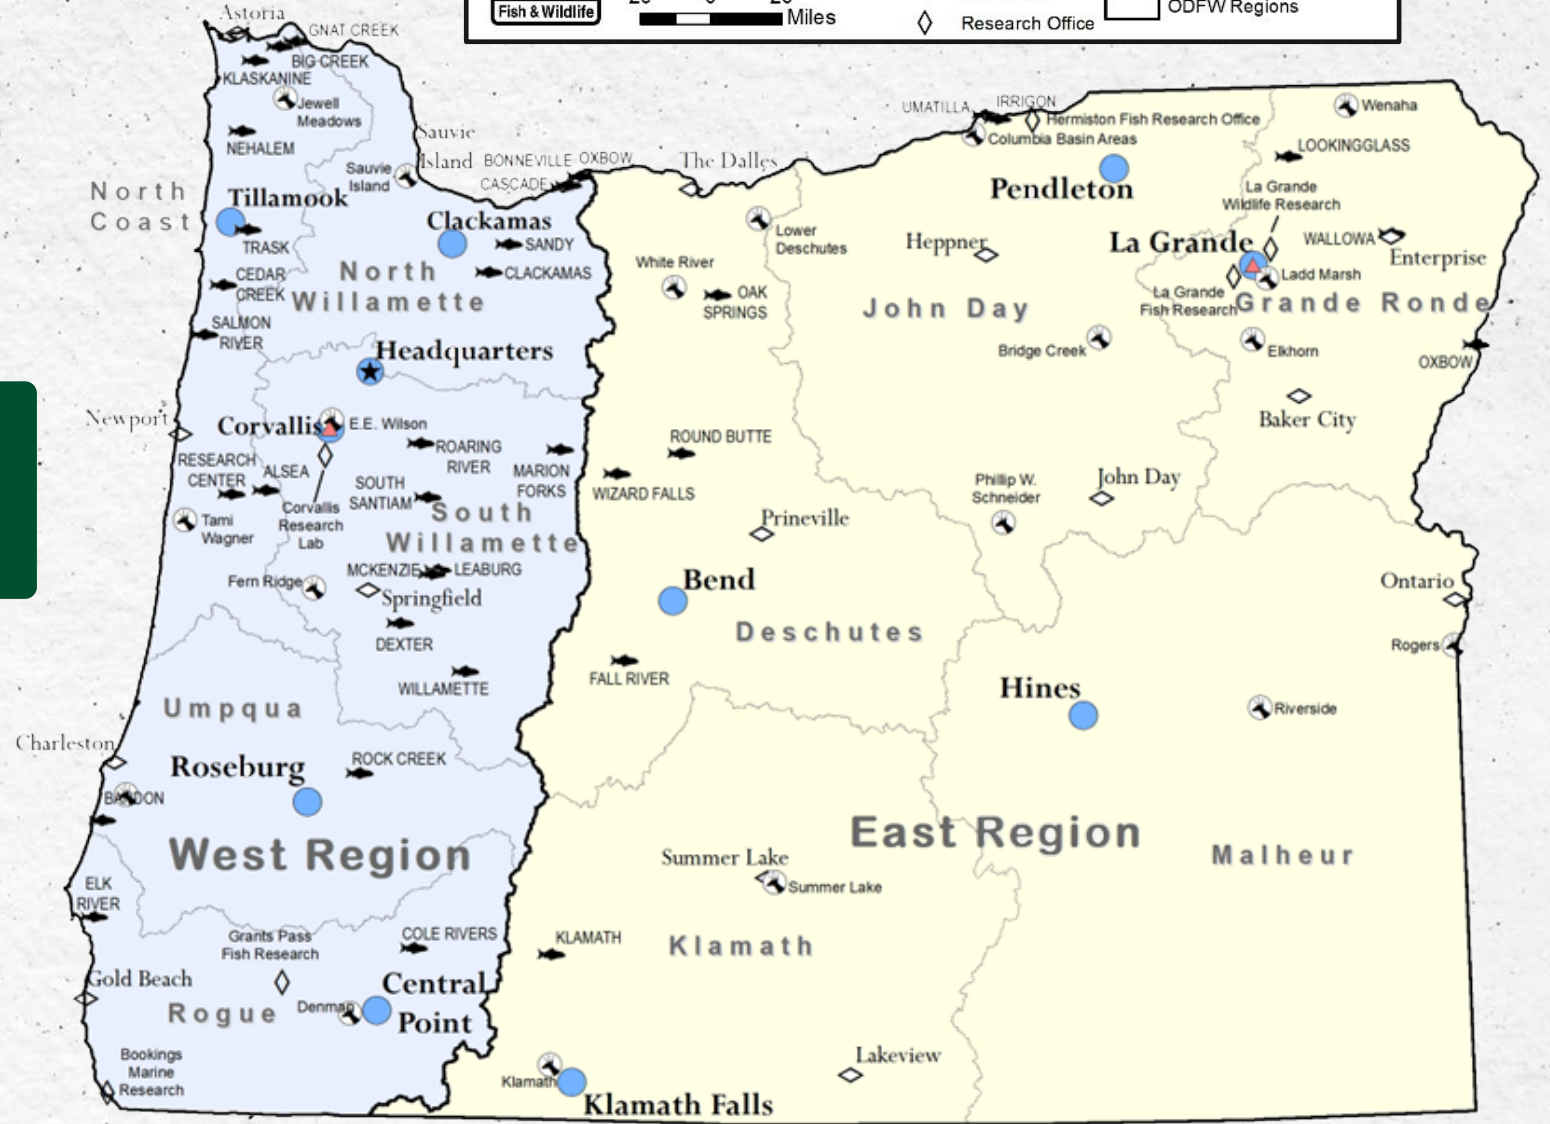 Fish & Wildlife
Miles
Research Office
ODFW Regions
Astoria
GNAT CREEK
BIG CREEK
KLASKANINE
Jewell
Meadows
NEHALEM
Sauvie
Island
Sauvie
Island
BONNEVILLE
OXBOW
CASCADE
The Dalles
UMATILLA
IRRIGON
Hermiston Fish Research Office
Columbia Basin Areas
Wenaha
LOOKINGGLASS
North
Coast
Tillamook
TRASK
Clackamas
SANDY
CLACKAMAS
North
Willamette
CEDAR
CREEK
SALMON
RIVER
Lower
Deschutes
White River
OAK
SPRINGS
Pendleton
Heppner
John Day
La Grande
Wildlife Research
La Grande
WALLOWA
Enterprise
Ladd Marsh
La Grande
Fish Research
Grande Ronde
Bridge Creek
Elkhorn
OXBOW
Baker City
Headquarters
Newport
Corvallis
E.E. Wilson
ROARING
RIVER
MARION
FORKS
RESEARCH
CENTER
ALSEA
SOUTH
SANTIAM
Corvallis
Research
Lab
South
Willamette
Tami
Wagner
MCKENZIE
LEABURG
Fern Ridge
Springfield
DEXTER
WILLAMETTE
ROUND BUTTE
WIZARD FALLS
Prineville
Phillip W.
Schneider
John Day
Bend
Deschutes
FALL RIVER
Ontario
Rogers
Hines
Riverside
Umpqua
Charleston
Roseburg
ROCK CREEK
BANDON
West Region
East Region
Malheur
Summer Lake
Summer Lake
ELK
RIVER
Grants Pass
Fish Research
COLE RIVERS
KLAMATH
Klamath
Gold Beach
Rogue
Denman
Central
Point
Bookings
Marine
Research
Klamath
Klamath Falls
Lakeview